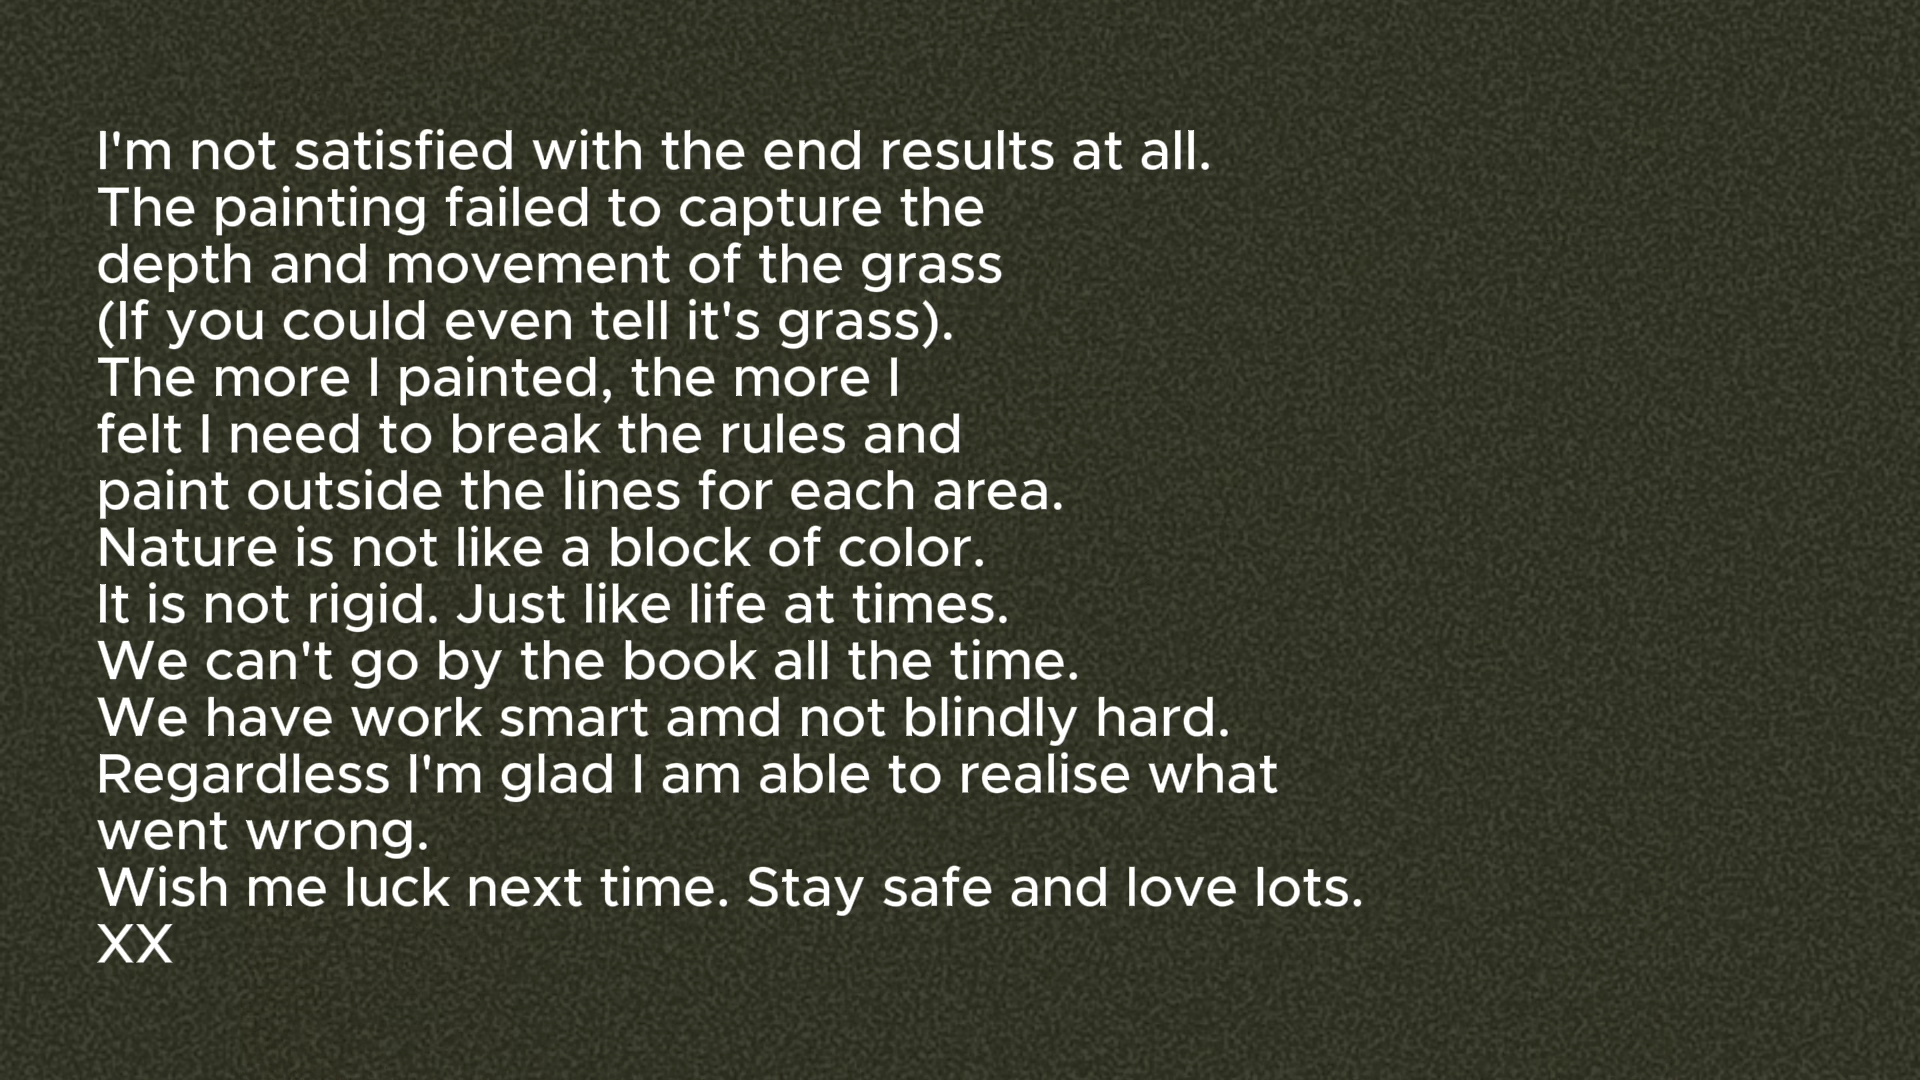 I'm not satisfied with the end results at all.
The painting failed to capture the
depth and movement of the grass
(If you could even tell it's grass).
The more I painted, the more I
felt I need to break the rules and
paint outside the lines for each area.
Nature is not like a block of color.
It is not rigid. Just like life at times.
We can't go by the book all the time.
We have work smart amd not blindly hard.
Regardless I'm glad I am able to realise what
went wrong.
Wish me luck next time. Stay safe and love lots.
XX